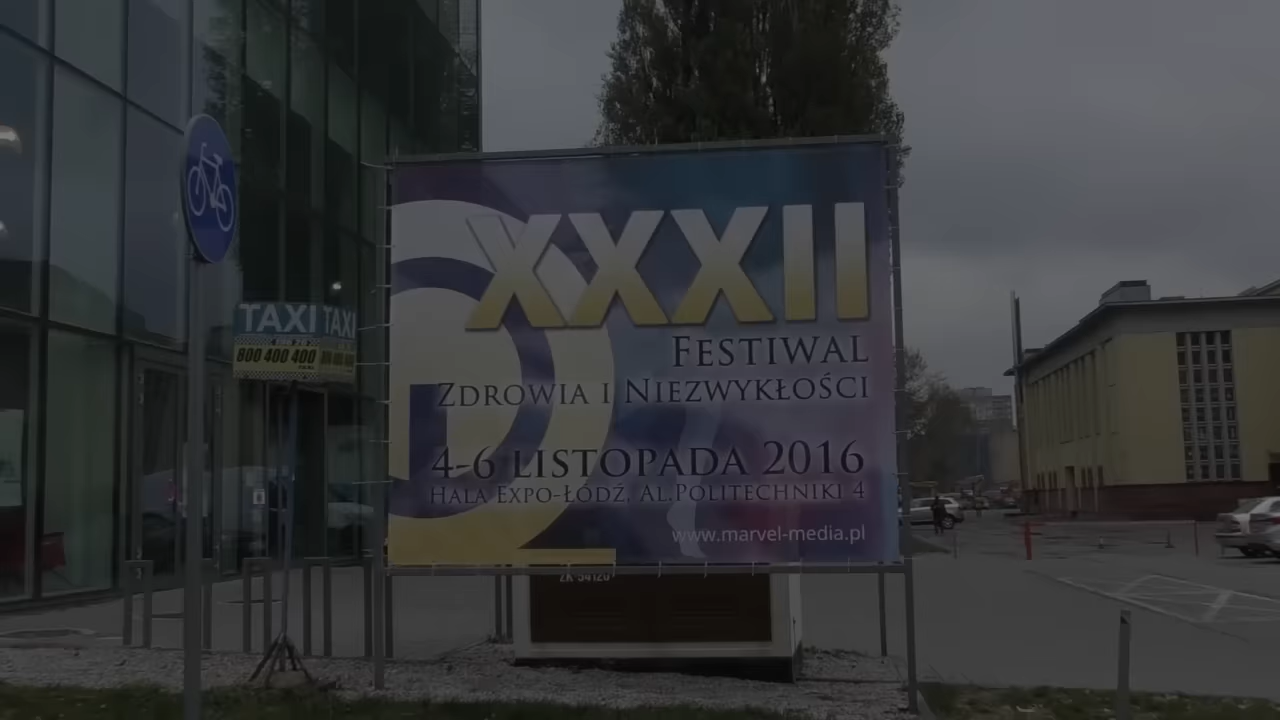 XXXII
FESTIWAL
ZDROWIA I NIEZWYKŁOŚCI
4-6 LISTOPADA 2016
HALA EXPO-ŁÓDŹ, AL.POLITECHNIKI 4
www.marvel-media.pl
TAXI TAXI
800 400 400